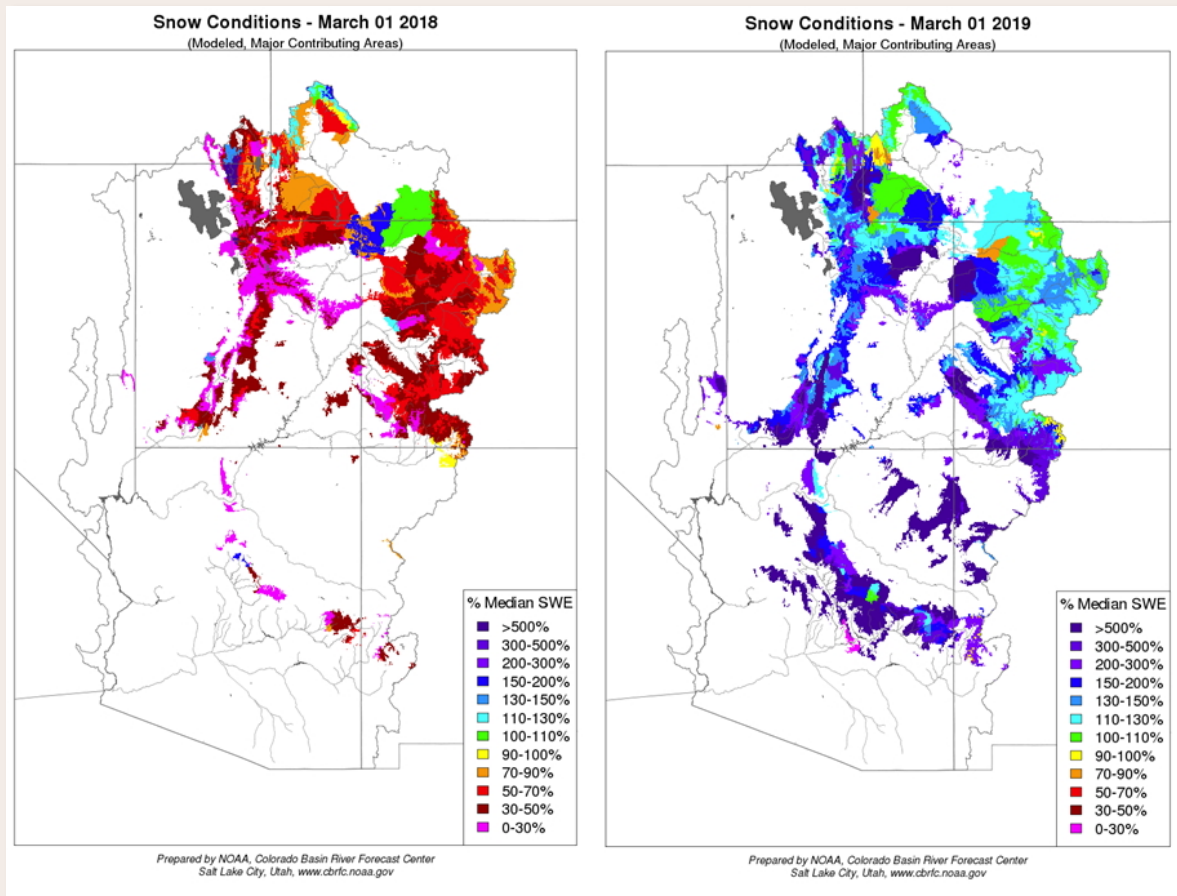 Snow Conditions - March 01 2018
(Modeled, Major Contributing Areas)
% Median SWE
>500%
300-500%
200-300%
150-200%
130-150%
110-130%
100-110%
90-100%
70-90%
50-70%
30-50%
0-30%
Prepared by NOAA, Colorado Basin River Forecast Center
Salt Lake City, Utah, www.cbrfc.noaa.gov
Snow Conditions - March 01 2019
(Modeled, Major Contributing Areas)
% Median SWE
>500%
300-500%
200-300%
150-200%
130-150%
110-130%
100-110%
90-100%
70-90%
50-70%
30-50%
0-30%
Prepared by NOAA, Colorado Basin River Forecast Center
Salt Lake City, Utah, www.cbrfc.noaa.gov